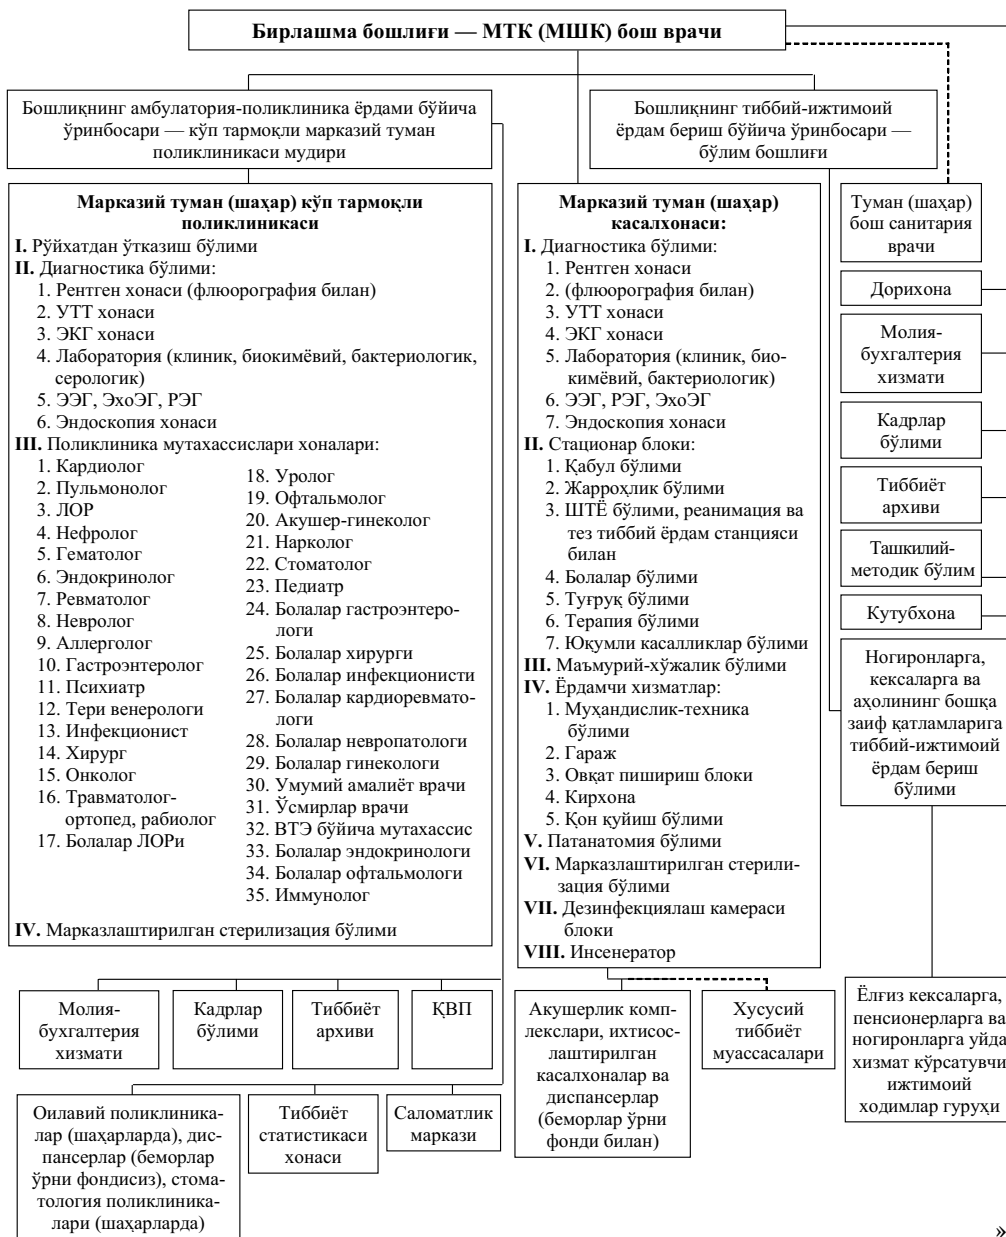 Бирлашма бошлиғи — МТК (МШК) бош врачи
Бошлиқнинг амбулатория-поликлиника ёрдами бўйича
ўринбосари — кўп тармоқли марказий туман
поликлиникаси мудири
Бошлиқнинг тиббий-ижтимоий
ёрдам бериш бўйича ўринбосари —
бўлим бошлиғи
Марказий туман (шаҳар) кўп тармоқли
поликлиникаси
I. Рўйхатдан ўтказиш бўлими
II. Диагностика бўлими:
1. Рентген хонаси (флюорография билан)
2. УТТ хонаси
3. ЭКГ хонаси
4. Лаборатория (клиник, биокимёвий, бактериологик,
серологик)
5. ЭЭГ, ЭхоЭГ, РЭГ
6. Эндоскопия хонаси
III. Поликлиника мутахассислари хоналари:
1. Кардиолог
2. Пульмонолог
3. ЛОР
4. Нефролог
5. Гематолог
6. Эндокринолог
7. Ревматолог
8. Невролог
9. Аллерголог
10. Гастроэнтеролог
11. Психиатр
12. Тери венерологи
13. Инфекционист
14. Хирург
15. Онколог
16. Травматолог-
ортопед, рабиолог
17. Болалар ЛОРи
18. Уролог
19. Офтальмолог
20. Акушер-гинеколог
21. Нарколог
22. Стоматолог
23. Педиатр
24. Болалар гастроэнтеро-
логи
25. Болалар хирурги
26. Болалар инфекционисти
27. Болалар кардиоревмато-
логи
28. Болалар невропатологи
29. Болалар гинекологи
30. Умумий амалиёт врачи
31. Ўсмирлар врачи
32. ВТЭ бўйича мутахассис
33. Болалар эндокринологи
34. Болалар офтальмологи
35. Иммунолог
IV. Марказлаштирилган стерилизация бўлими
Марказий туман (шаҳар)
касалхонаси:
I. Диагностика бўлими:
1. Рентген хонаси
2. (флюорография билан)
3. УТТ хонаси
4. ЭКГ хонаси
5. Лаборатория (клиник, био-
кимёвий, бактериологик)
6. ЭЭГ, РЭГ, ЭхоЭГ
7. Эндоскопия хонаси
II. Стационар блоки:
1. Қабул бўлими
2. Жарроҳлик бўлими
3. ШТЁ бўлими, реанимация ва
тез тиббий ёрдам станцияси
билан
4. Болалар бўлими
5. Туғруқ бўлими
6. Терапия бўлими
7. Юқумли касалликлар бўлими
III. Маъмурий-хўжалик бўлими
IV. Ёрдамчи хизматлар:
1. Муҳандислик-техника
бўлими
2. Гараж
3. Овқат пишириш блоки
4. Кирхона
5. Қон қуйиш бўлими
V. Патанатомия бўлими
VI. Марказлаштирилган стерили-
зация бўлими
VII. Дезинфекциялаш камераси
блоки
VIII. Инсенератор
Туман (шаҳар)
бош санитария
врачи
Дорихона
Молия-
бухгалтерия
хизмати
Кадрлар
бўлими
Тиббиёт
архиви
Ташкилий-
методик бўлим
Кутубхона
Ногиронларга,
кексаларга ва
аҳолининг бошқа
заиф қатламларига
тиббий-ижтимоий
ёрдам бериш
бўлими
Молия-
бухгалтерия
хизмати
Кадрлар
бўлими
Тиббиёт
архиви
ҚВП
Акушерлик комп-
лекслари, ихтисос-
лаштирилган
касалхоналар ва
диспансерлар
(беморлар ўрни
фонди билан)
Хусусий
тиббиёт
муассасалари
Ёлғиз кексаларга,
пенсионерларга ва
ногиронларга уйда
хизмат кўрсатувчи
ижтимоий
ходимлар гуруҳи
Оилавий поликлиника-
лар (шаҳарларда), дис-
пансерлар (беморлар
ўрни фондисиз), стома-
тология поликлиника-
лари (шаҳарларда)
Тиббиёт
статистикаси
хонаси
Саломатлик
маркази
»